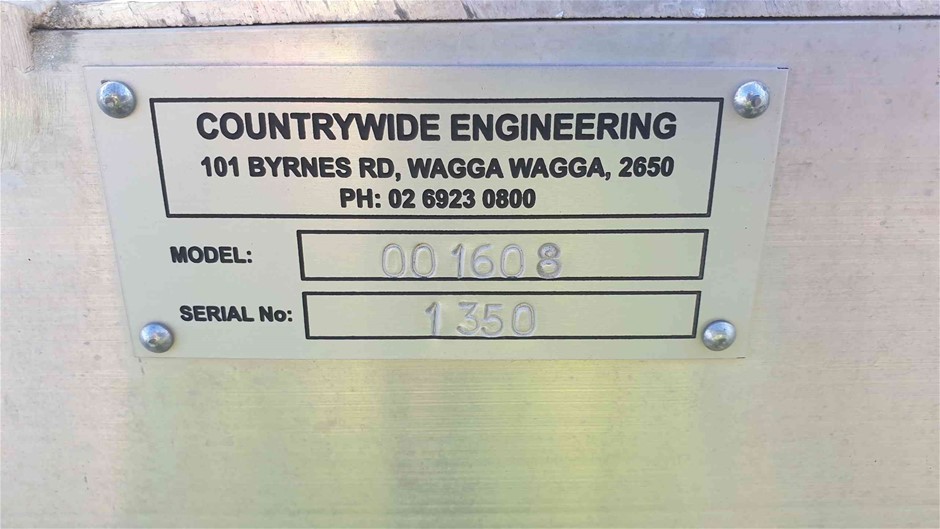 COUNTRYWIDE ENGINEERING
101 BYRNES RD, WAGGA WAGGA, 2650
PH: 02 6923 0800
MODEL: 001608
SERIAL No: 1350